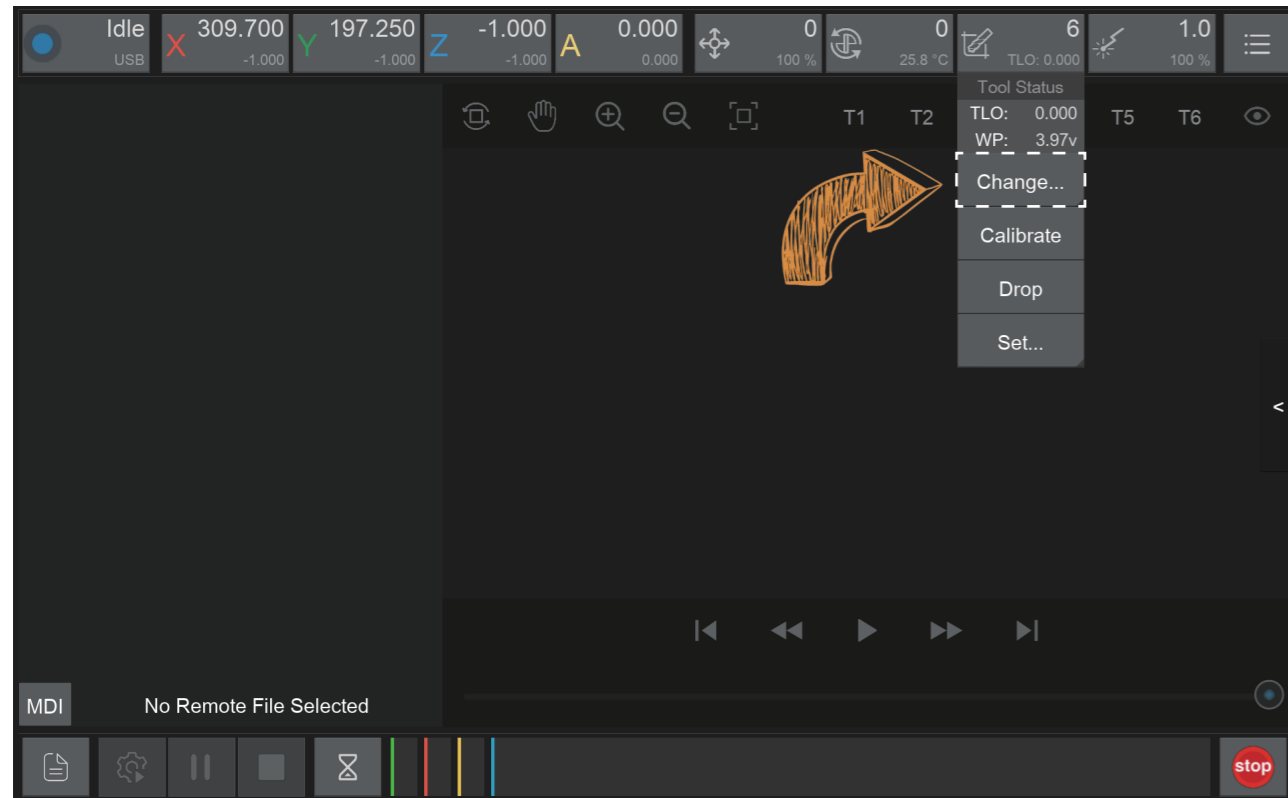 Idle
USB
X 309.700
-1.000
Y 197.250
-1.000
Z -1.000
-1.000
A 0.000
0.000
0
100 %
0
25.8 °C
6
TLO: 0.000
1.0
100 %
Tool Status
TLO: 0.000
WP: 3.97v
T1 T2 T5 T6
Change...
Calibrate
Drop
Set...
<
MDI No Remote File Selected
stop